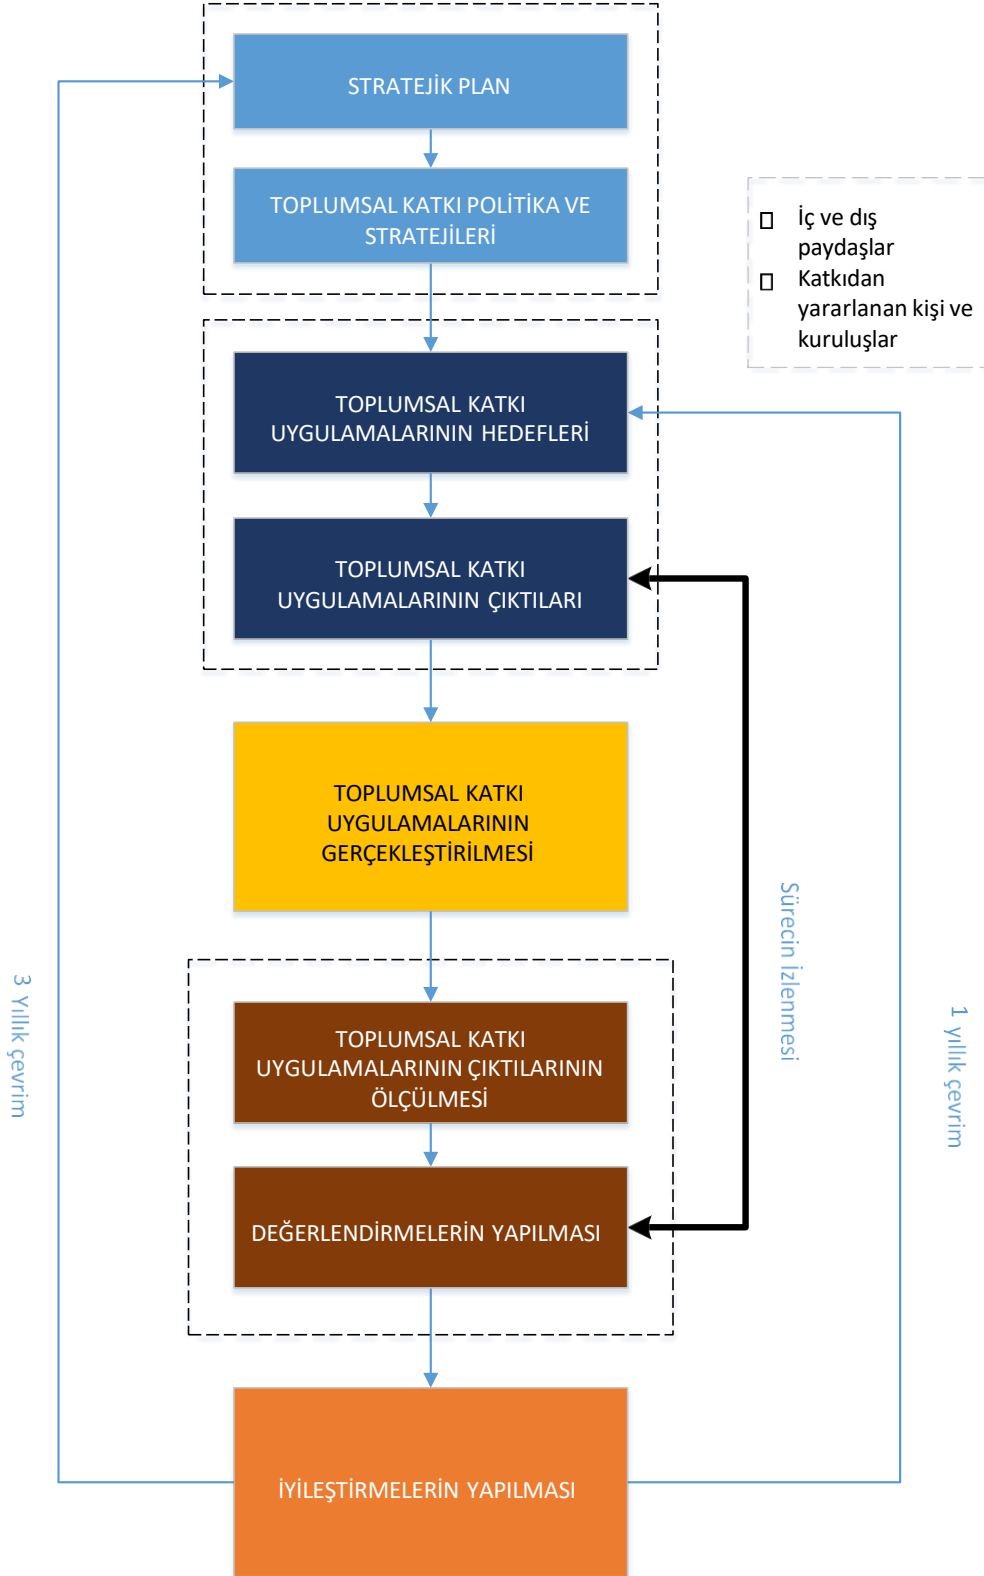 STRATEJİK PLAN
TOPLUMSAL KATKI POLİTİKA VE
STRATEJİLERİ
İç ve dış
paydaşlar
Katkıdan
yararlanan kişi ve
kuruluşlar
TOPLUMSAL KATKI
UYGULAMALARININ HEDEFLERİ
TOPLUMSAL KATKI
UYGULAMALARININ ÇIKTILARI
TOPLUMSAL KATKI
UYGULAMALARININ
GERÇEKLEŞTİRİLMESİ
Sürecin İzlenmesi
3 Yıllık çevrim
1 yıllık çevrim
TOPLUMSAL KATKI
UYGULAMALARININ ÇIKTILARININ
ÖLÇÜLMESİ
DEĞERLENDİRMELERİN YAPILMASI
İYİLEŞTİRMELERİN YAPILMASI